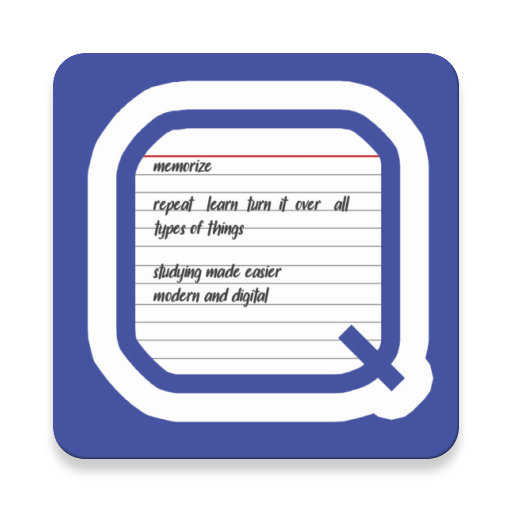 Q
memorize
repeat learn turn it over all
types of things
studying made easier
modern and digital